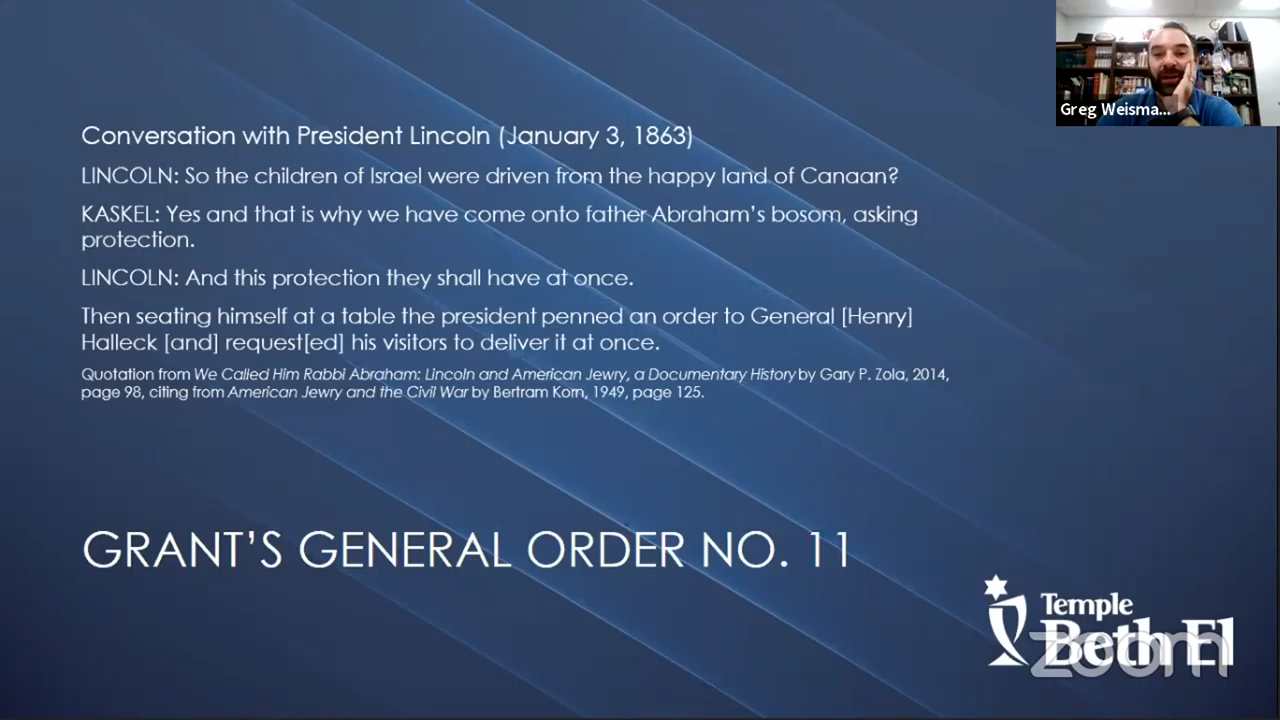 Greg Weisma...
Conversation with President Lincoln (January 3, 1863)
LINCOLN: So the children of Israel were driven from the happy land of Canaan?
KASKEL: Yes and that is why we have come onto father Abraham's bosom, asking
protection.
LINCOLN: And this protection they shall have at once.
Then seating himself at a table the president penned an order to General [Henry]
Halleck [and] request[ed] his visitors to deliver it at once.
Quotation from We Called Him Rabbi Abraham: Lincoln and American Jewry, a Documentary History by Gary P. Zola, 2014,
page 98, citing from American Jewry and the Civil War by Bertram Korn, 1949, page 125.
GRANT'S GENERAL ORDER NO. 11
Temple
Beth El
zoom